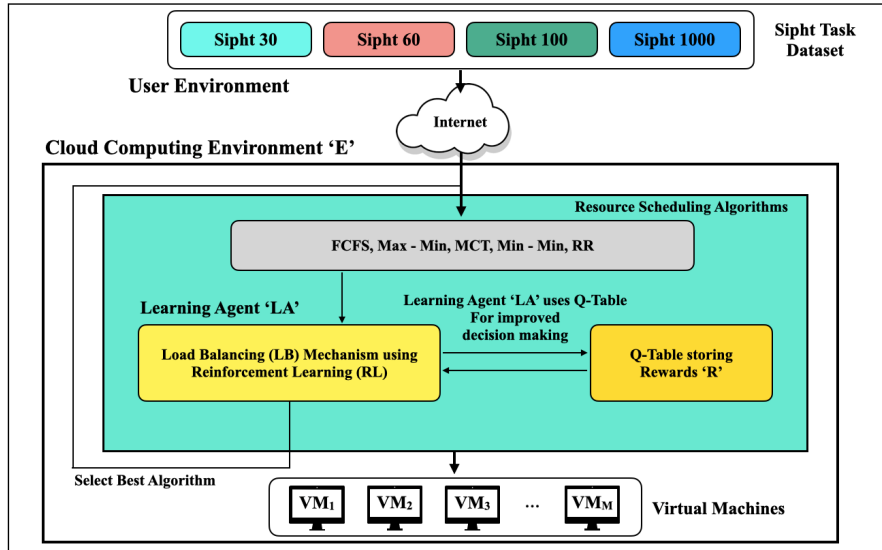 Sipht 30
Sipht 60
Sipht 100
Sipht 1000
Sipht Task
Dataset
User Environment
Internet
Cloud Computing Environment ‘E’
Resource Scheduling Algorithms
FCFS, Max - Min, MCT, Min - Min, RR
Learning Agent ‘LA’
Learning Agent ‘LA’ uses Q-Table
For improved
decision making
Load Balancing (LB) Mechanism using
Reinforcement Learning (RL)
Q-Table storing
Rewards ‘R’
Select Best Algorithm
VM₁
VM₂
VM₃
...
VM_M
Virtual Machines